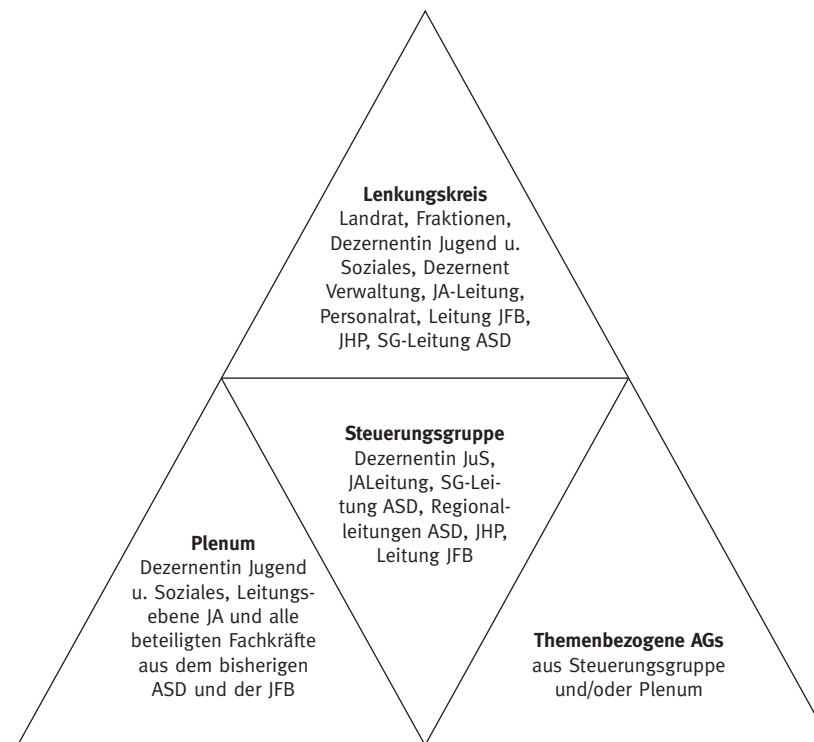 Lenkungskreis
Landrat, Fraktionen,
Dezernentin Jugend u.
Soziales, Dezernent
Verwaltung, JA-Leitung,
Personalrat, Leitung JFB,
JHP, SG-Leitung ASD
Steuerungsgruppe
Dezernentin JuS,
JALeitung, SG-Lei-
tung ASD, Regional-
leitungen ASD, JHP,
Leitung JFB
Plenum
Dezernentin Jugend
u. Soziales, Leitungs-
ebene JA und alle
beteiligten Fachkräfte
aus dem bisherigen
ASD und der JFB
Themenbezogene AGs
aus Steuerungsgruppe
und/oder Plenum